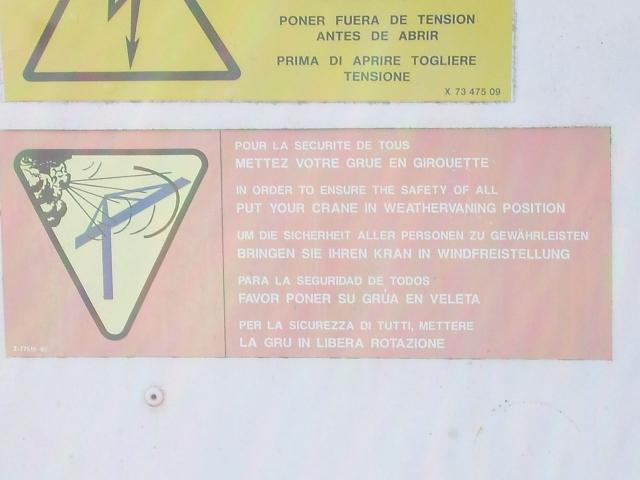 PONER FUERA DE TENSION
ANTES DE ABRIR
PRIMA DI APRIRE TOGLIERE
TENSIONE
X 73 475 09
POUR LA SECURITE DE TOUS
METTEZ VOTRE GRUE EN GIROUETTE
IN ORDER TO ENSURE THE SAFETY OF ALL
PUT YOUR CRANE IN WEATHERVANING POSITION
UM DIE SICHERHEIT ALLER PERSONEN ZU GEWÄHRLEISTEN
BRINGEN SIE IHREN KRAN IN WINDFREISTELLUNG
PARA LA SEGURIDAD DE TODOS
FAVOR PONER SU GRÚA EN VELETA
PER LA SICUREZZA DI TUTTI, METTERE
LA GRU IN LIBERA ROTAZIONE